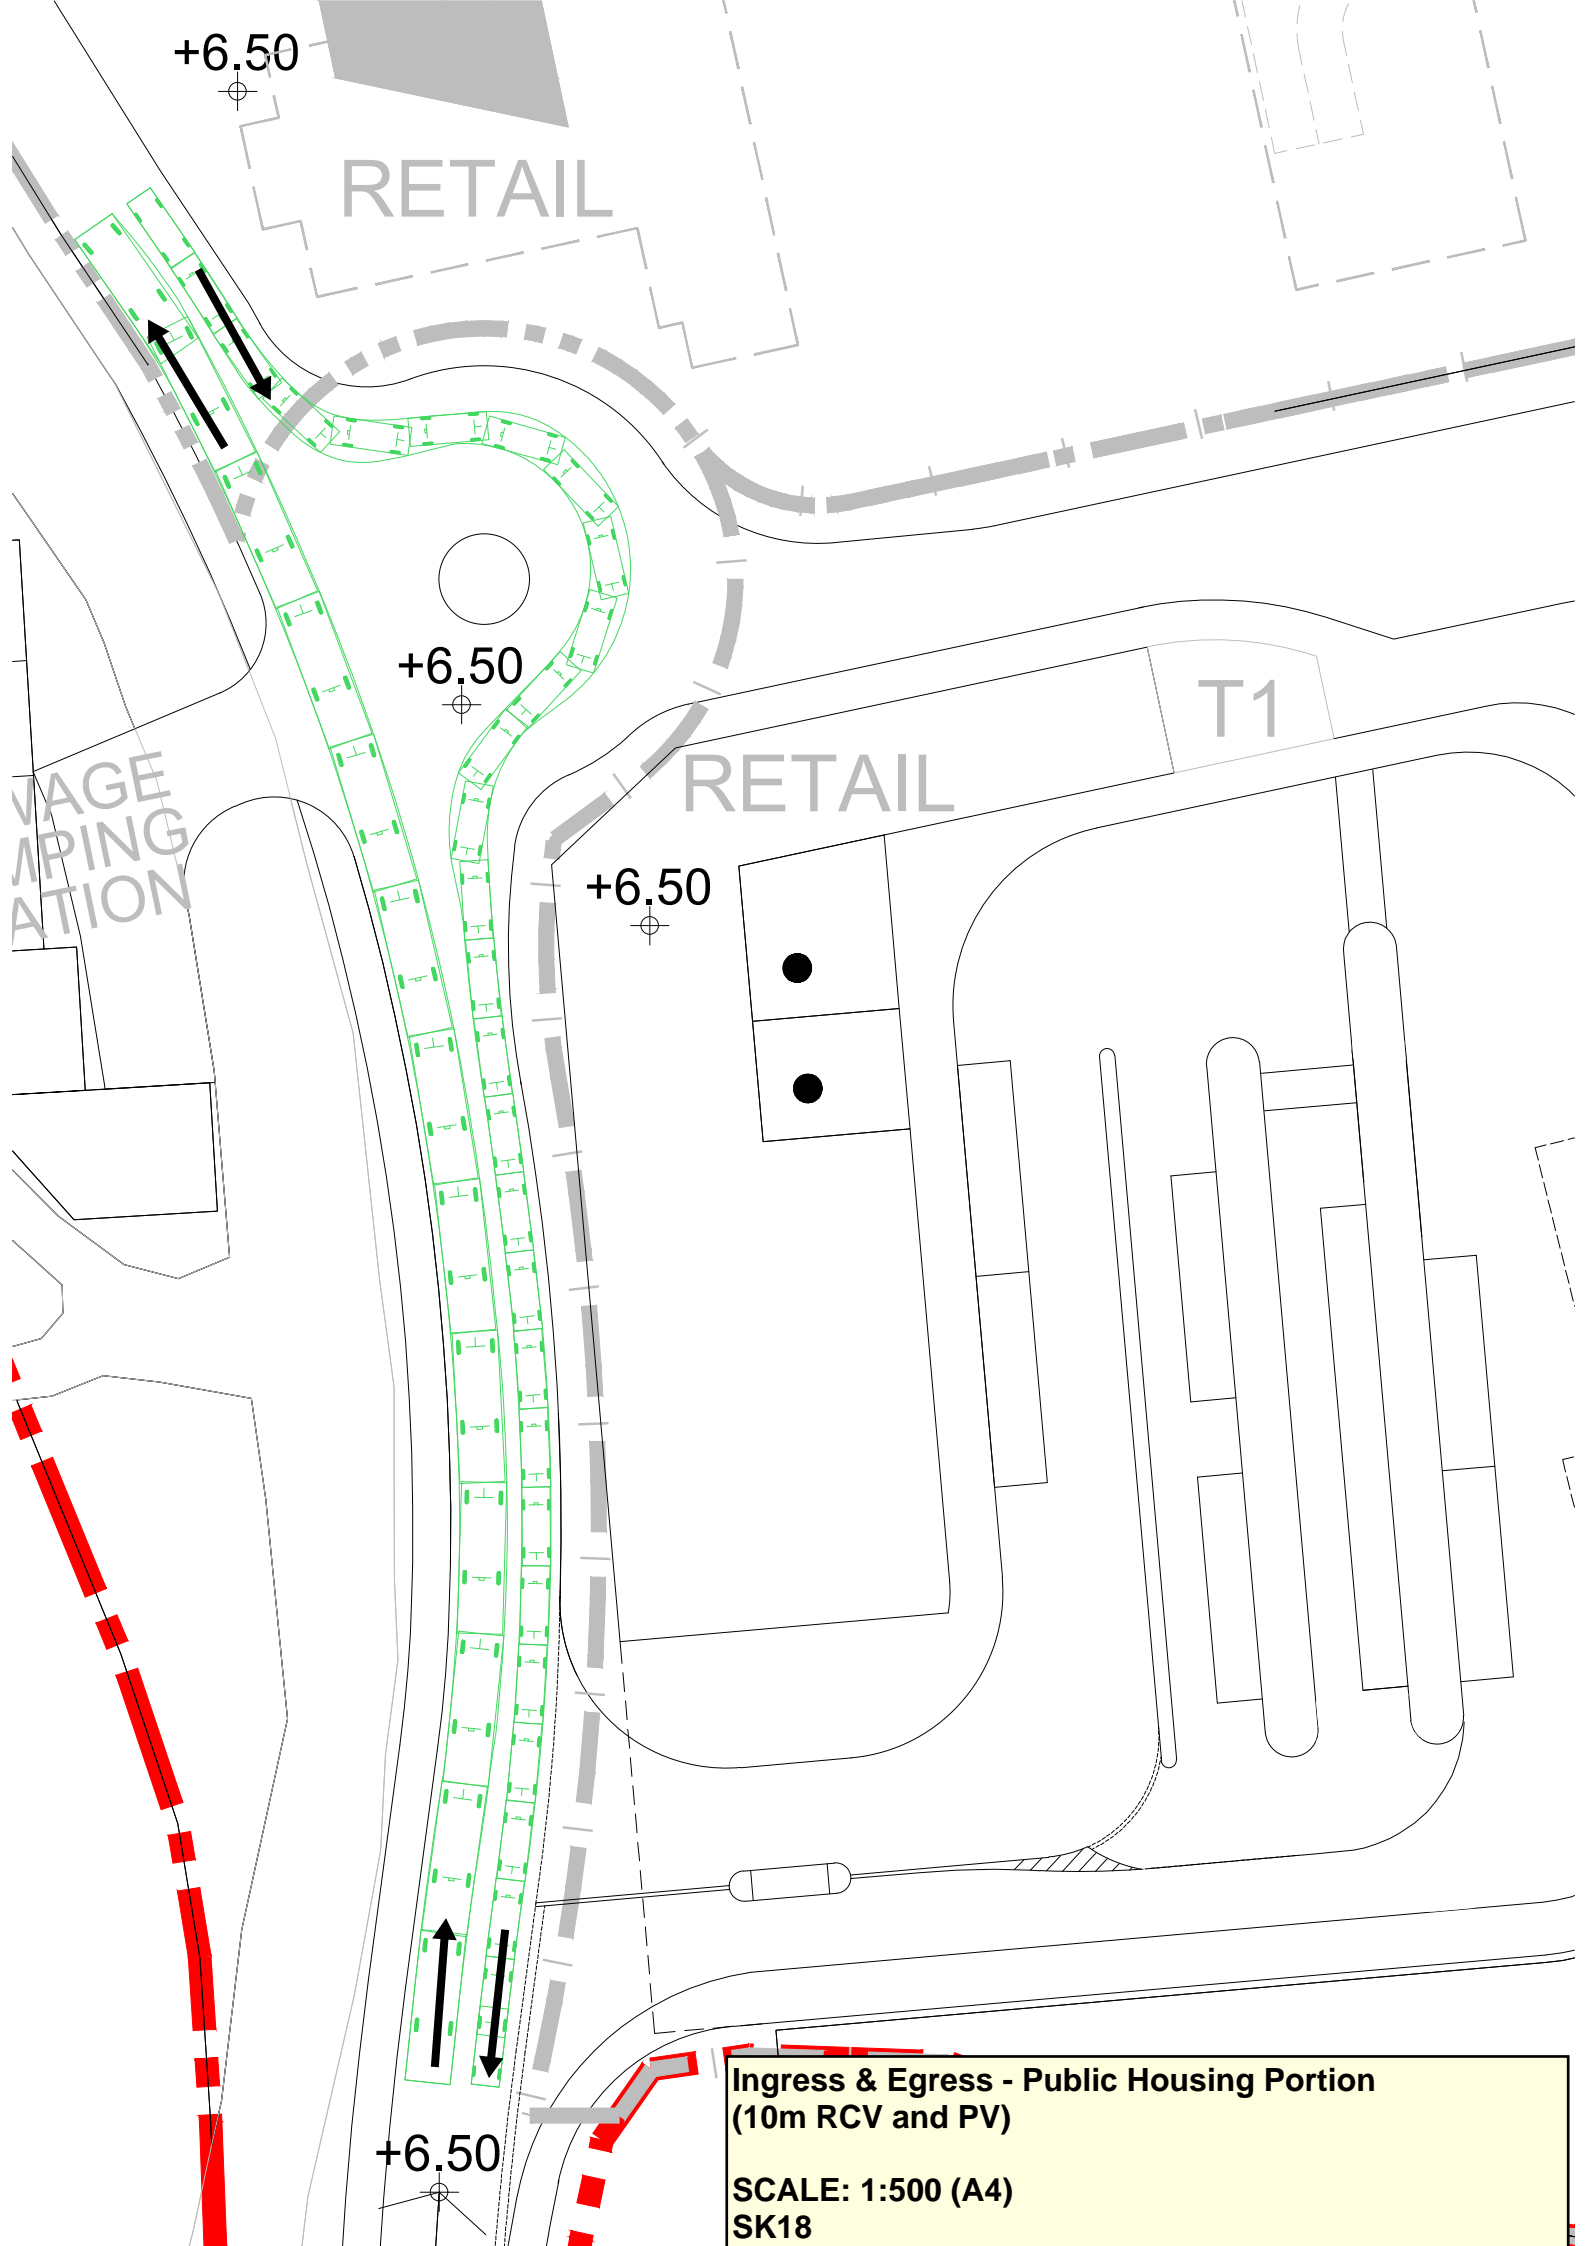 +6.50
RETAIL
+6.50
T1
RETAIL
+6.50
Ingress & Egress - Public Housing Portion
(10m RCV and PV)
SCALE: 1:500 (A4)
SK18
+6.50